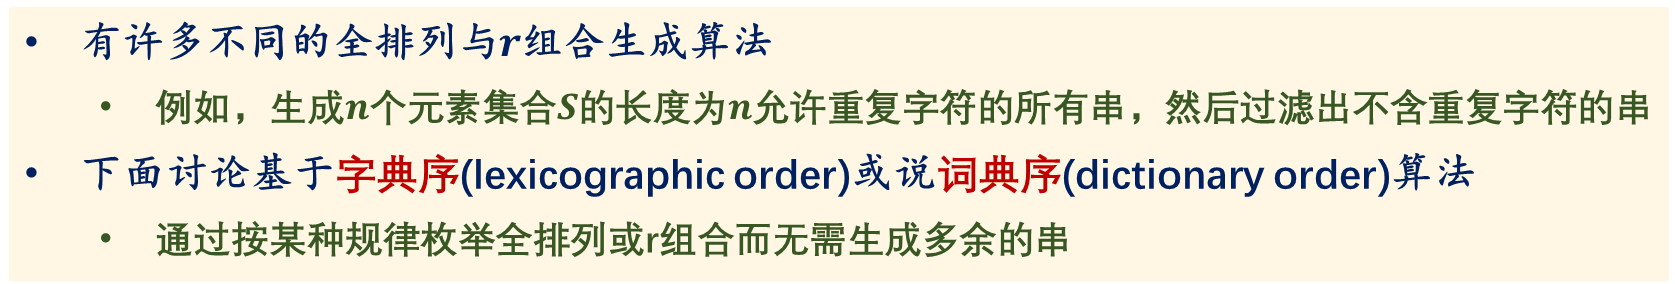 • 有许多不同的全排列与r组合生成算法
• 例如，生成n个元素集合S的长度为n允许重复字符的所有串，然后过滤出不含重复字符的串
• 下面讨论基于字典序(lexicographic order)或说词典序(dictionary order)算法
• 通过按某种规律枚举全排列或r组合而无需生成多余的串